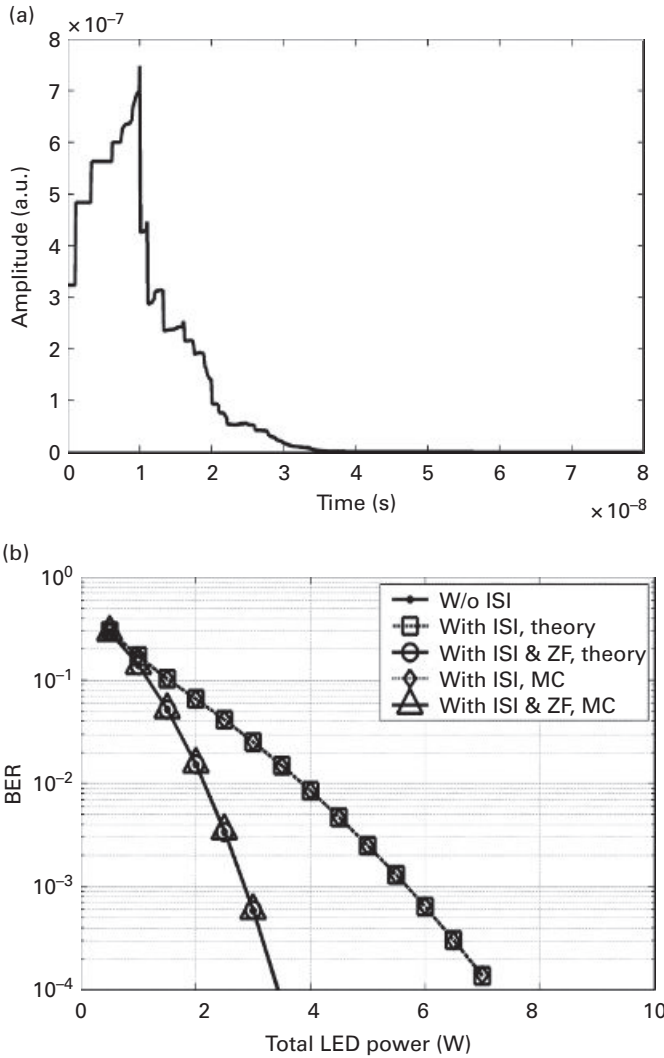 (a)
×10⁻⁷
8
7
6
5
4
3
2
1
0
Amplitude (a.u.)
0 1 2 3 4 5 6 7 8
Time (s)
×10⁻⁸
(b)
10⁰
10⁻¹
10⁻²
10⁻³
10⁻⁴
BER
W/o ISI
With ISI, theory
With ISI & ZF, theory
With ISI, MC
With ISI & ZF, MC
0 2 4 6 8 10
Total LED power (W)